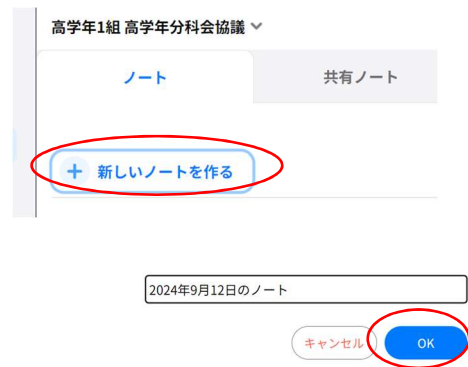 高学年1組 高学年分科会協議
ノート 共有ノート
+ 新しいノートを作る
2024年9月12日のノート
キャンセル OK